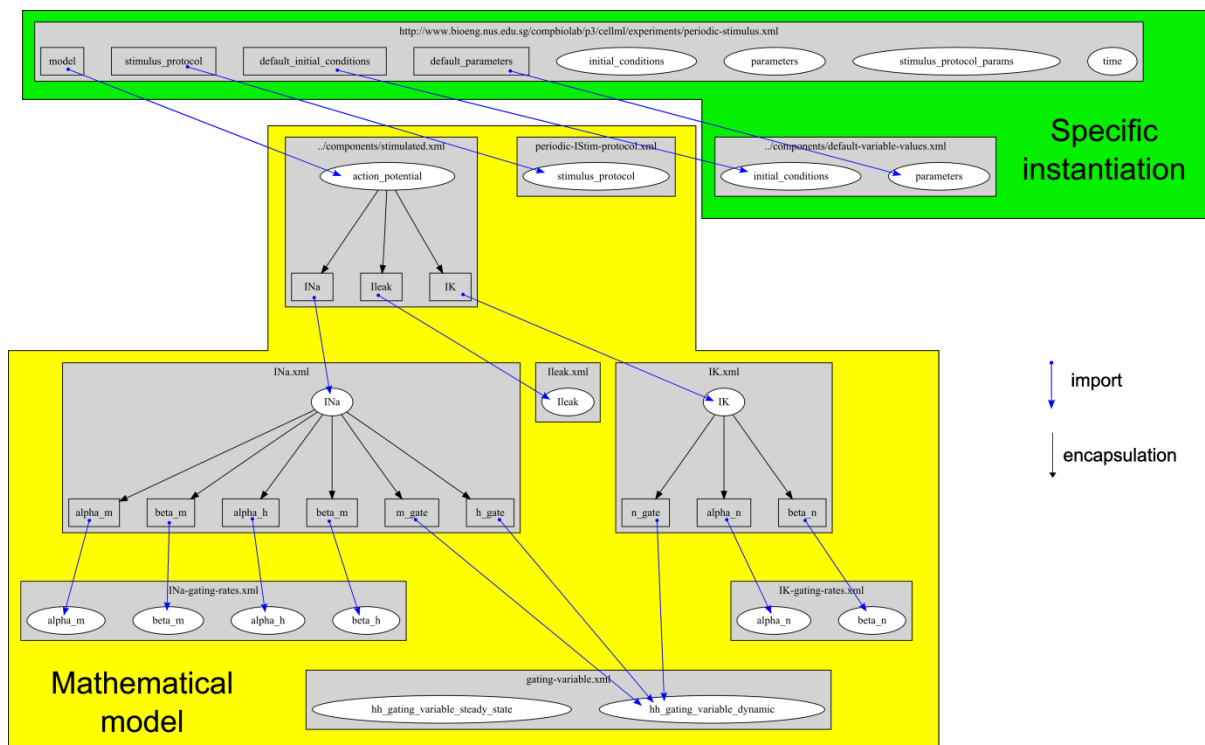 http://www.bioeng.nus.edu.sg/compbiolab/p3/cellml/experiments/periodic-stimulus.xml
model
stimulus_protocol
default_initial_conditions
default_parameters
initial_conditions
parameters
stimulus_protocol_params
time
Specific
instantiation
../components/stimulated.xml
periodic-IStim-protocol.xml
../components/default-variable-values.xml
action_potential
stimulus_protocol
initial_conditions
parameters
INa
Ileak
IK
INa.xml
Ileak.xml
IK.xml
INa
Ileak
IK
import
encapsulation
alpha_m
beta_m
alpha_h
beta_m
m_gate
h_gate
n_gate
alpha_n
beta_n
INa-gating-rates.xml
IK-gating-rates.xml
alpha_m
beta_m
alpha_h
beta_h
alpha_n
beta_n
Mathematical
model
gating-variable.xml
hh_gating_variable_steady_state
hh_gating_variable_dynamic